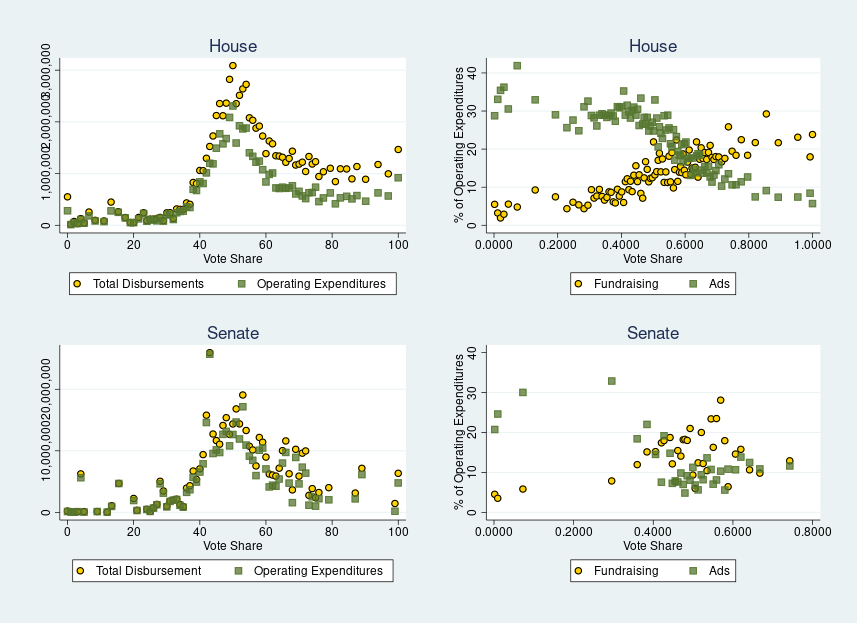 House
3,000,000
2,000,000
1,000,000
0
0 20 40 60 80 100
Vote Share
Total Disbursements Operating Expenditures
House
% of Operating Expenditures
40
30
20
10
0
0.0000 0.2000 0.4000 0.6000 0.8000 1.0000
Vote Share
Fundraising Ads
Senate
20,000,000
10,000,000
0
0 20 40 60 80 100
Vote Share
Total Disbursement Operating Expenditures
Senate
% of Operating Expenditures
40
30
20
10
0
0.0000 0.2000 0.4000 0.6000 0.8000
Vote Share
Fundraising Ads